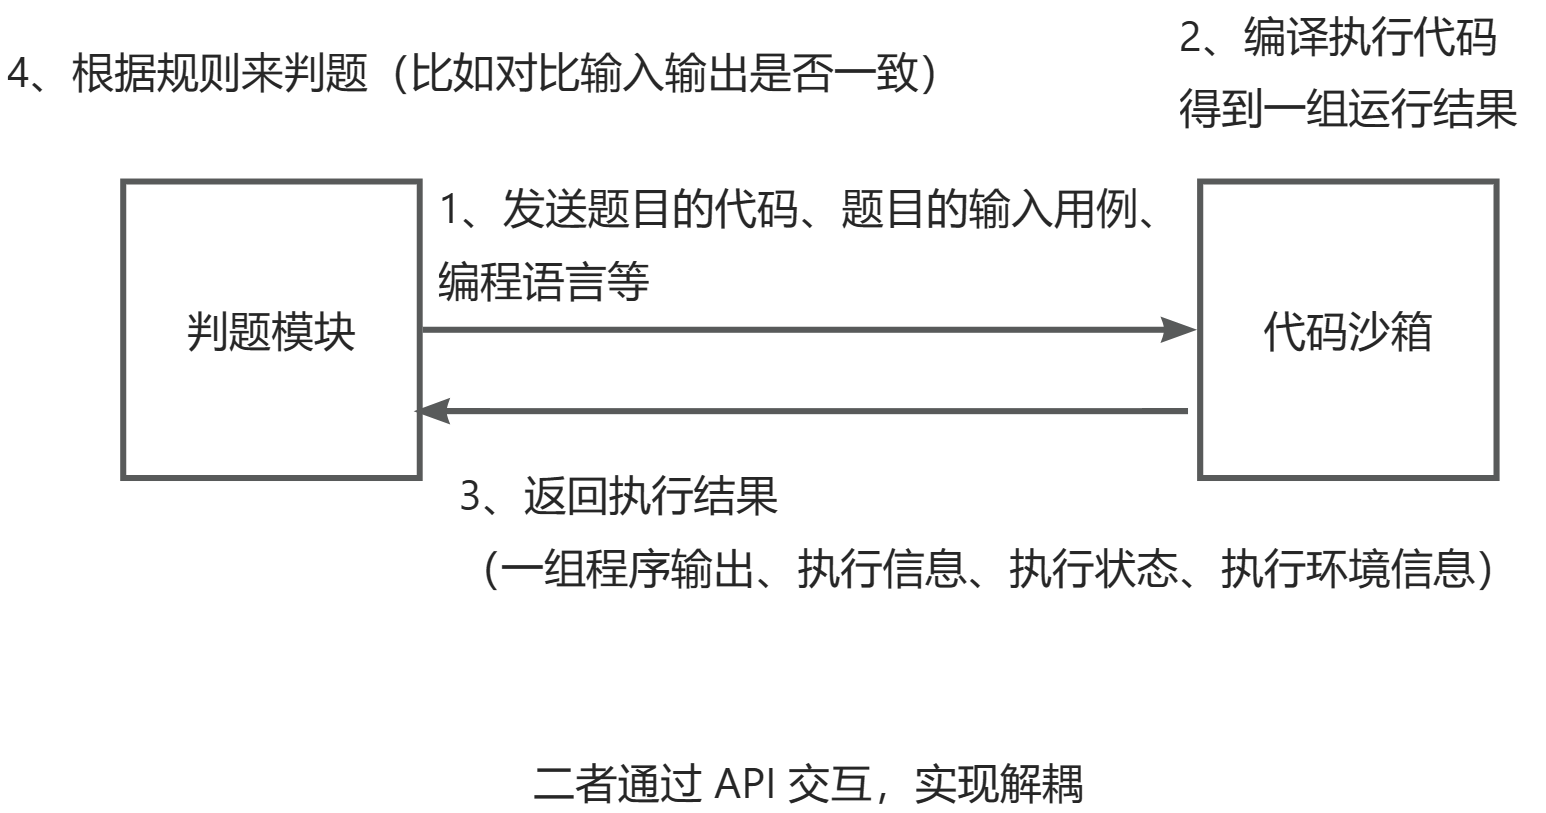 4、根据规则来判题（比如对比输入输出是否一致）
2、编译执行代码
得到一组运行结果
1、发送题目的代码、题目的输入用例、
编程语言等
判题模块
代码沙箱
3、返回执行结果
（一组程序输出、执行信息、执行状态、执行环境信息）
二者通过 API 交互，实现解耦